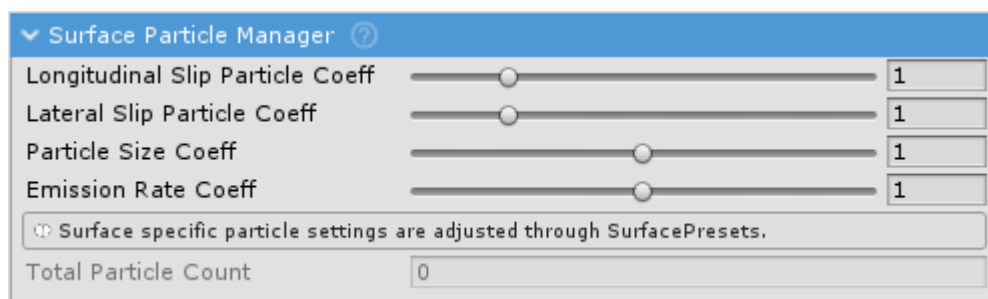 Surface Particle Manager ?
Longitudinal Slip Particle Coeff 1
Lateral Slip Particle Coeff 1
Particle Size Coeff 1
Emission Rate Coeff 1
Surface specific particle settings are adjusted through SurfacePresets.
Total Particle Count 0